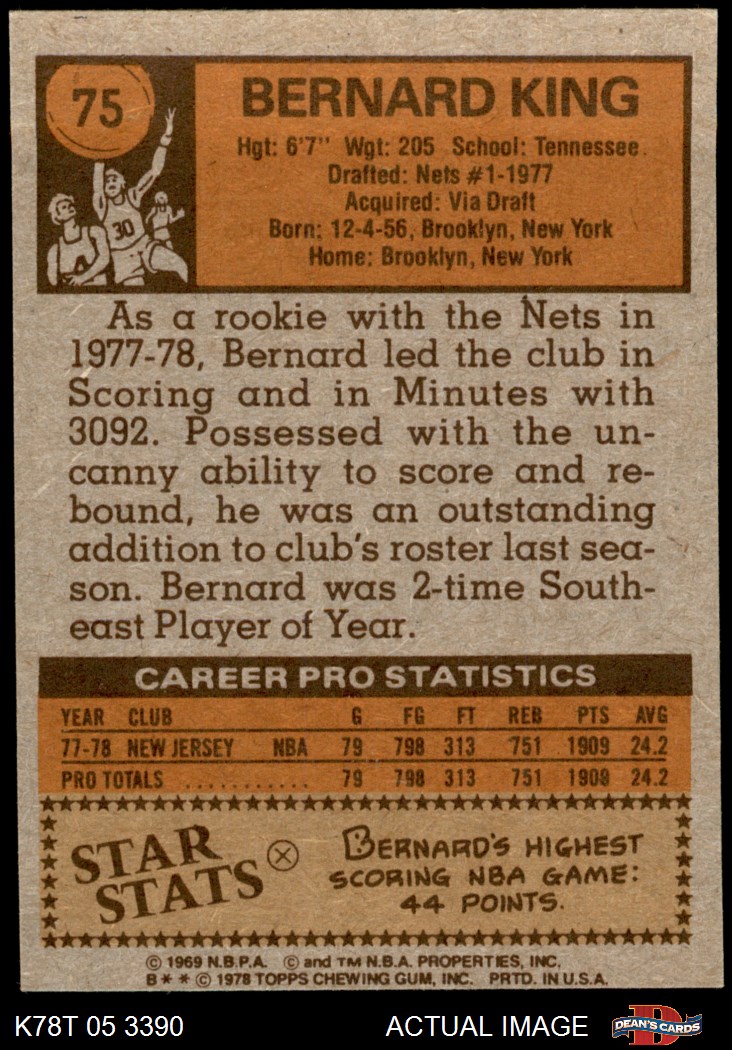 75
BERNARD KING
Hgt: 6'7" Wgt: 205 School: Tennessee.
Drafted: Nets #1-1977
Acquired: Via Draft
Born: 12-4-56, Brooklyn, New York
Home: Brooklyn, New York
30
4
As a rookie with the Nets in
1977-78, Bernard led the club in
Scoring and in Minutes with
3092. Possessed with the un-
canny ability to score and re-
bound, he was an outstanding
addition to club's roster last sea-
son. Bernard was 2-time South-
east Player of Year.
CAREER PRO STATISTICS
YEAR CLUB G FG FT REB PTS AVG
77-78 NEW JERSEY NBA 79 798 313 751 1909 24.2
PRO TOTALS . . . . . . . . . . . 79 798 313 751 1909 24.2
STAR
STATS
BERNARD'S HIGHEST
SCORING NBA GAME:
44 POINTS.
© 1969 N.B.P.A. © and TM N.B.A. PROPERTIES, INC.
B * * © 1978 TOPPS CHEWING GUM, INC. PRTD. IN U.S.A.
K78T 05 3390 ACTUAL IMAGE D DEAN'S CARDS